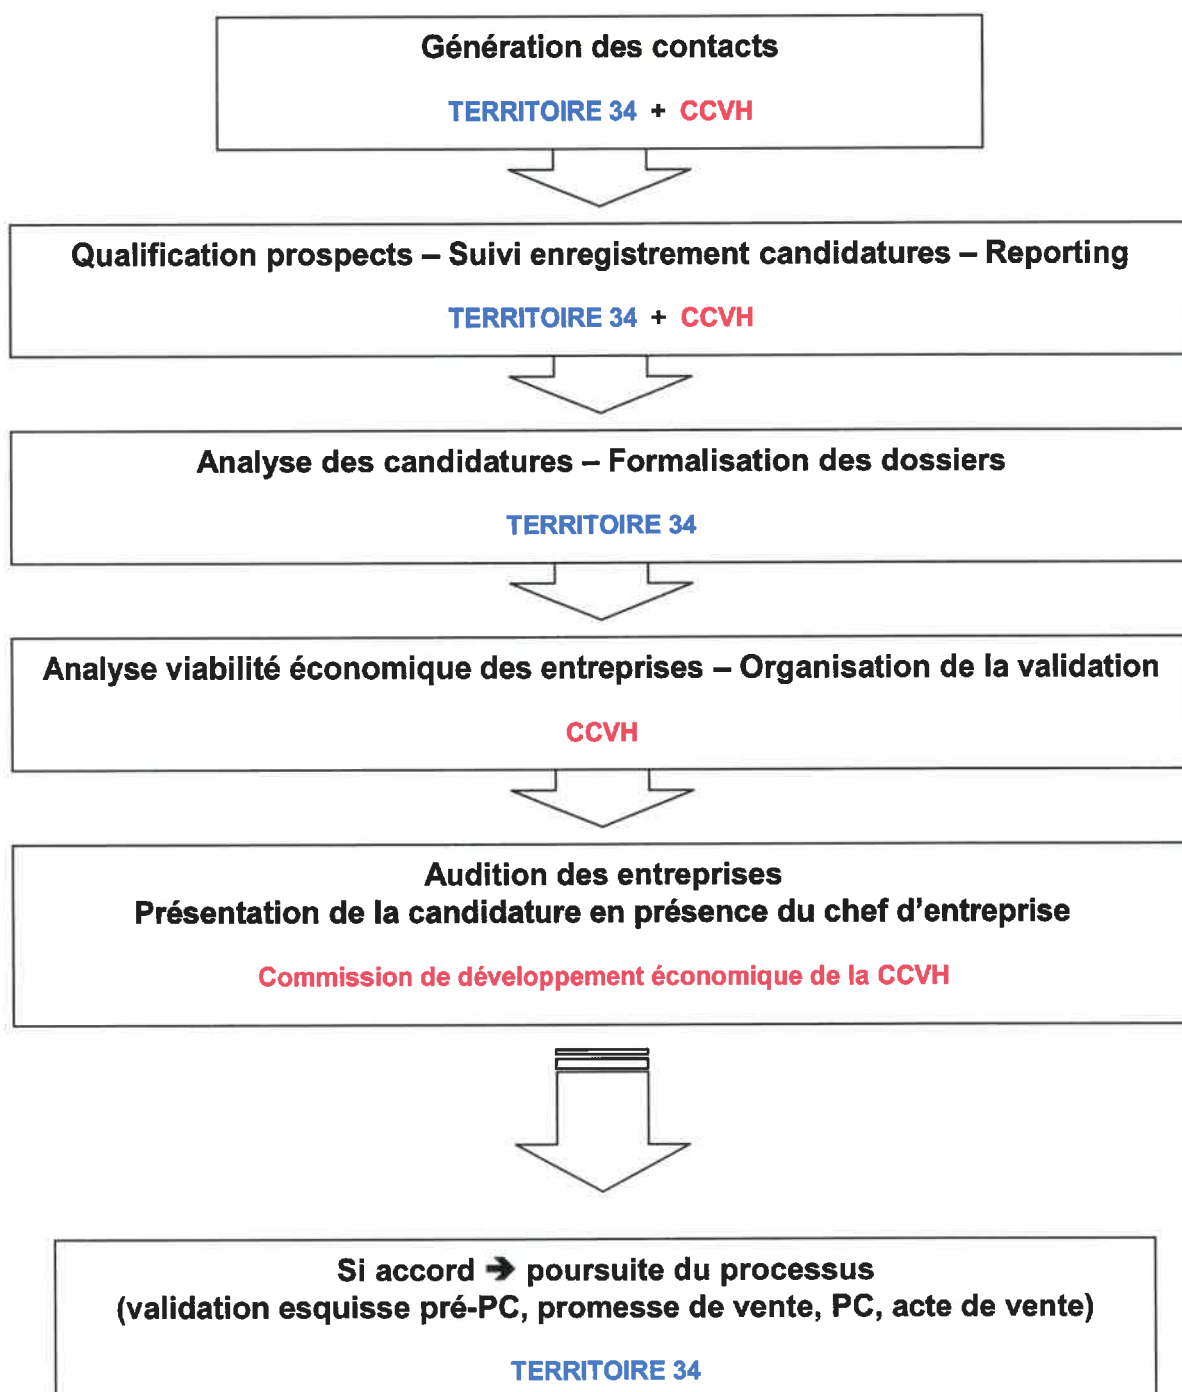 Génération des contacts
TERRITOIRE 34 + CCVH
Qualification prospects – Suivi enregistrement candidatures – Reporting
TERRITOIRE 34 + CCVH
Analyse des candidatures – Formalisation des dossiers
TERRITOIRE 34
Analyse viabilité économique des entreprises – Organisation de la validation
CCVH
Audition des entreprises
Présentation de la candidature en présence du chef d'entreprise
Commission de développement économique de la CCVH
Si accord ➔ poursuite du processus
(validation esquisse pré-PC, promesse de vente, PC, acte de vente)
TERRITOIRE 34